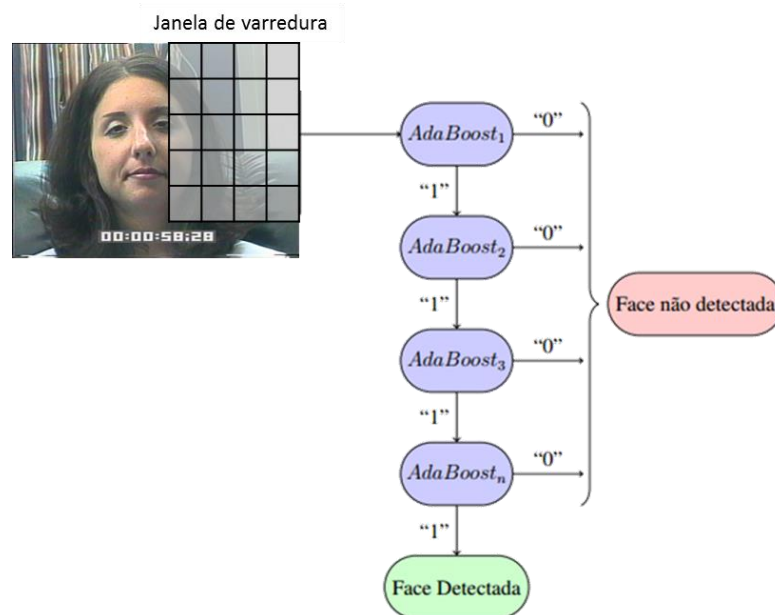 Janela de varredura
00:00:58:28
AdaBoost₁
“0”
“1”
AdaBoost₂
“0”
“1”
AdaBoost₃
“0”
“1”
AdaBoostₙ
“0”
“1”
Face não detectada
Face Detectada